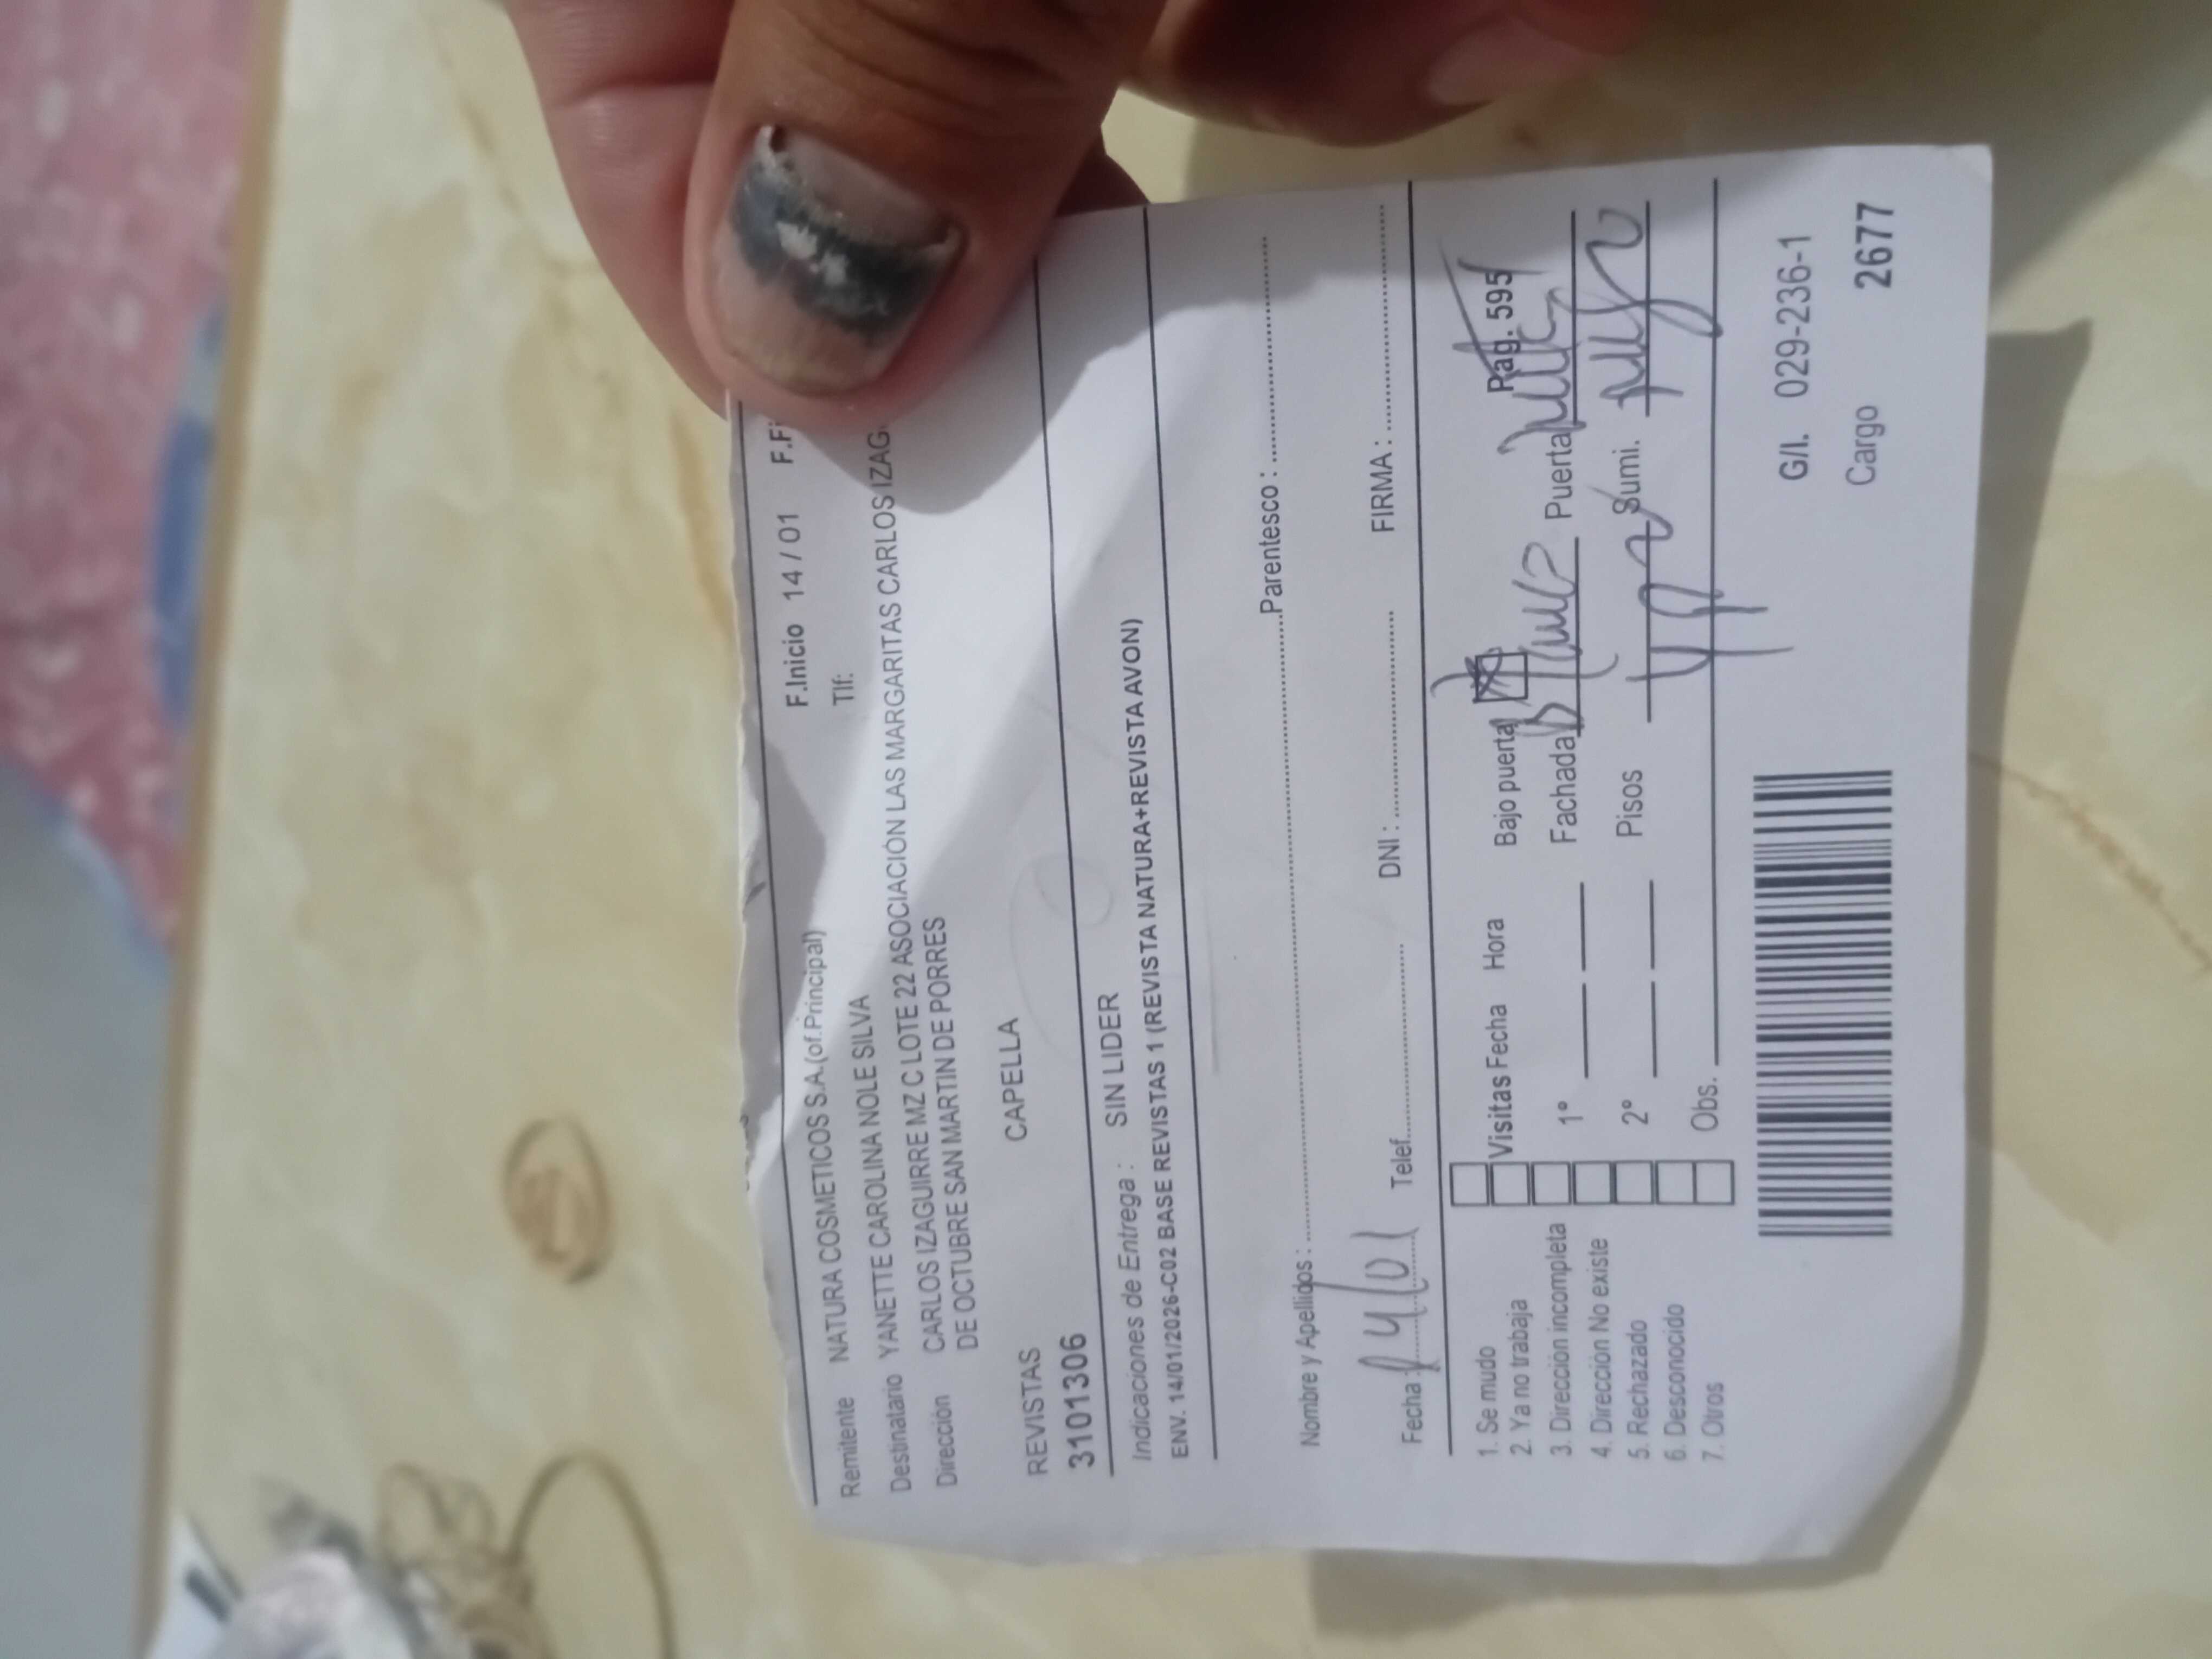 F.Inicio 14 / 01 F.F
Remitente NATURA COSMETICOS S.A.(of.Principal) Tlf:
Destinatario YANETTE CAROLINA NOLE SILVA
Dirección CARLOS IZAGUIRRE MZ C LOTE 22 ASOCIACIÓN LAS MARGARITAS CARLOS IZAG
DE OCTUBRE SAN MARTIN DE PORRES
REVISTAS CAPELLA
3101306
Indicaciones de Entrega : SIN LIDER
ENV. 14/01/2026-C02 BASE REVISTAS 1 (REVISTA NATURA+REVISTA AVON)
Nombre y Apellidos : Parentesco :
Fecha : Telef. DNI : FIRMA :
1. Se mudo Visitas Fecha Hora Bajo puerta Pag. 595
2. Ya no trabaja
3. Dirección incompleta 1° Fachada Puerta
4. Dirección No existe
5. Rechazado 2° Pisos Sumi.
6. Desconocido
7. Otros Obs.
G/I. 029-236-1
Cargo 2677